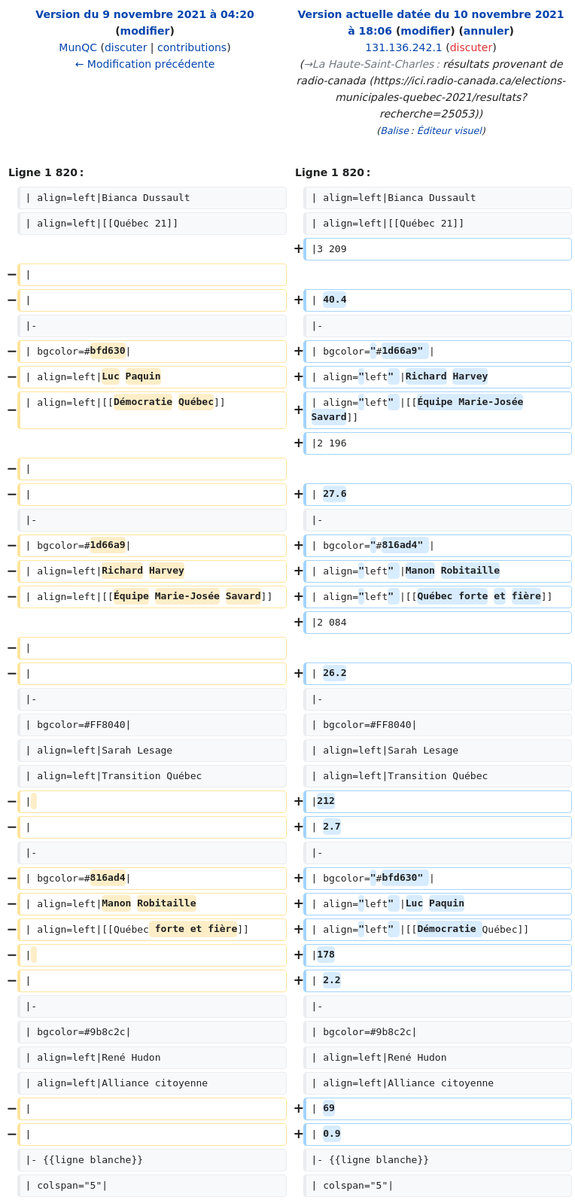 Version du 9 novembre 2021 à 04:20
(modifier)
MunQC (discuter | contributions)
← Modification précédente
Version actuelle datée du 10 novembre 2021
à 18:06 (modifier) (annuler)
131.136.242.1 (discuter)
(→La Haute-Saint-Charles : résultats provenant de
radio-canada (https://ici.radio-canada.ca/elections-
municipales-quebec-2021/resultats?
recherche=25053))
(Balise : Éditeur visuel)
Ligne 1 820 :
Ligne 1 820 :
| align=left|Bianca Dussault
| align=left|Bianca Dussault
| align=left|[[Québec 21]]
| align=left|[[Québec 21]]
+ |3 209
− |
− |
+ | 40.4
|-
|-
− | bgcolor=#bfd630|
+ | bgcolor="#1d66a9" |
− | align=left|Luc Paquin
+ | align="left" |Richard Harvey
− | align=left|[[Démocratie Québec]]
+ | align="left" |[[Équipe Marie-Josée
Savard]]
+ |2 196
− |
− |
+ | 27.6
|-
|-
− | bgcolor=#1d66a9|
+ | bgcolor="#816ad4" |
− | align=left|Richard Harvey
+ | align="left" |Manon Robitaille
− | align=left|[[Équipe Marie-Josée Savard]]
+ | align="left" |[[Québec forte et fière]]
+ |2 084
− |
− |
+ | 26.2
|-
|-
| bgcolor=#FF8040|
| bgcolor=#FF8040|
| align=left|Sarah Lesage
| align=left|Sarah Lesage
| align=left|Transition Québec
| align=left|Transition Québec
− |
+ |212
− |
+ | 2.7
|-
|-
− | bgcolor=#816ad4|
+ | bgcolor="#bfd630" |
− | align=left|Manon Robitaille
+ | align="left" |Luc Paquin
− | align=left|[[Québec forte et fière]]
+ | align="left" |[[Démocratie Québec]]
− |
+ |178
− |
+ | 2.2
|-
|-
| bgcolor=#9b8c2c|
| bgcolor=#9b8c2c|
| align=left|René Hudon
| align=left|René Hudon
| align=left|Alliance citoyenne
| align=left|Alliance citoyenne
− |
+ | 69
− |
+ | 0.9
|- {{ligne blanche}}
|- {{ligne blanche}}
| colspan="5"|
| colspan="5"|